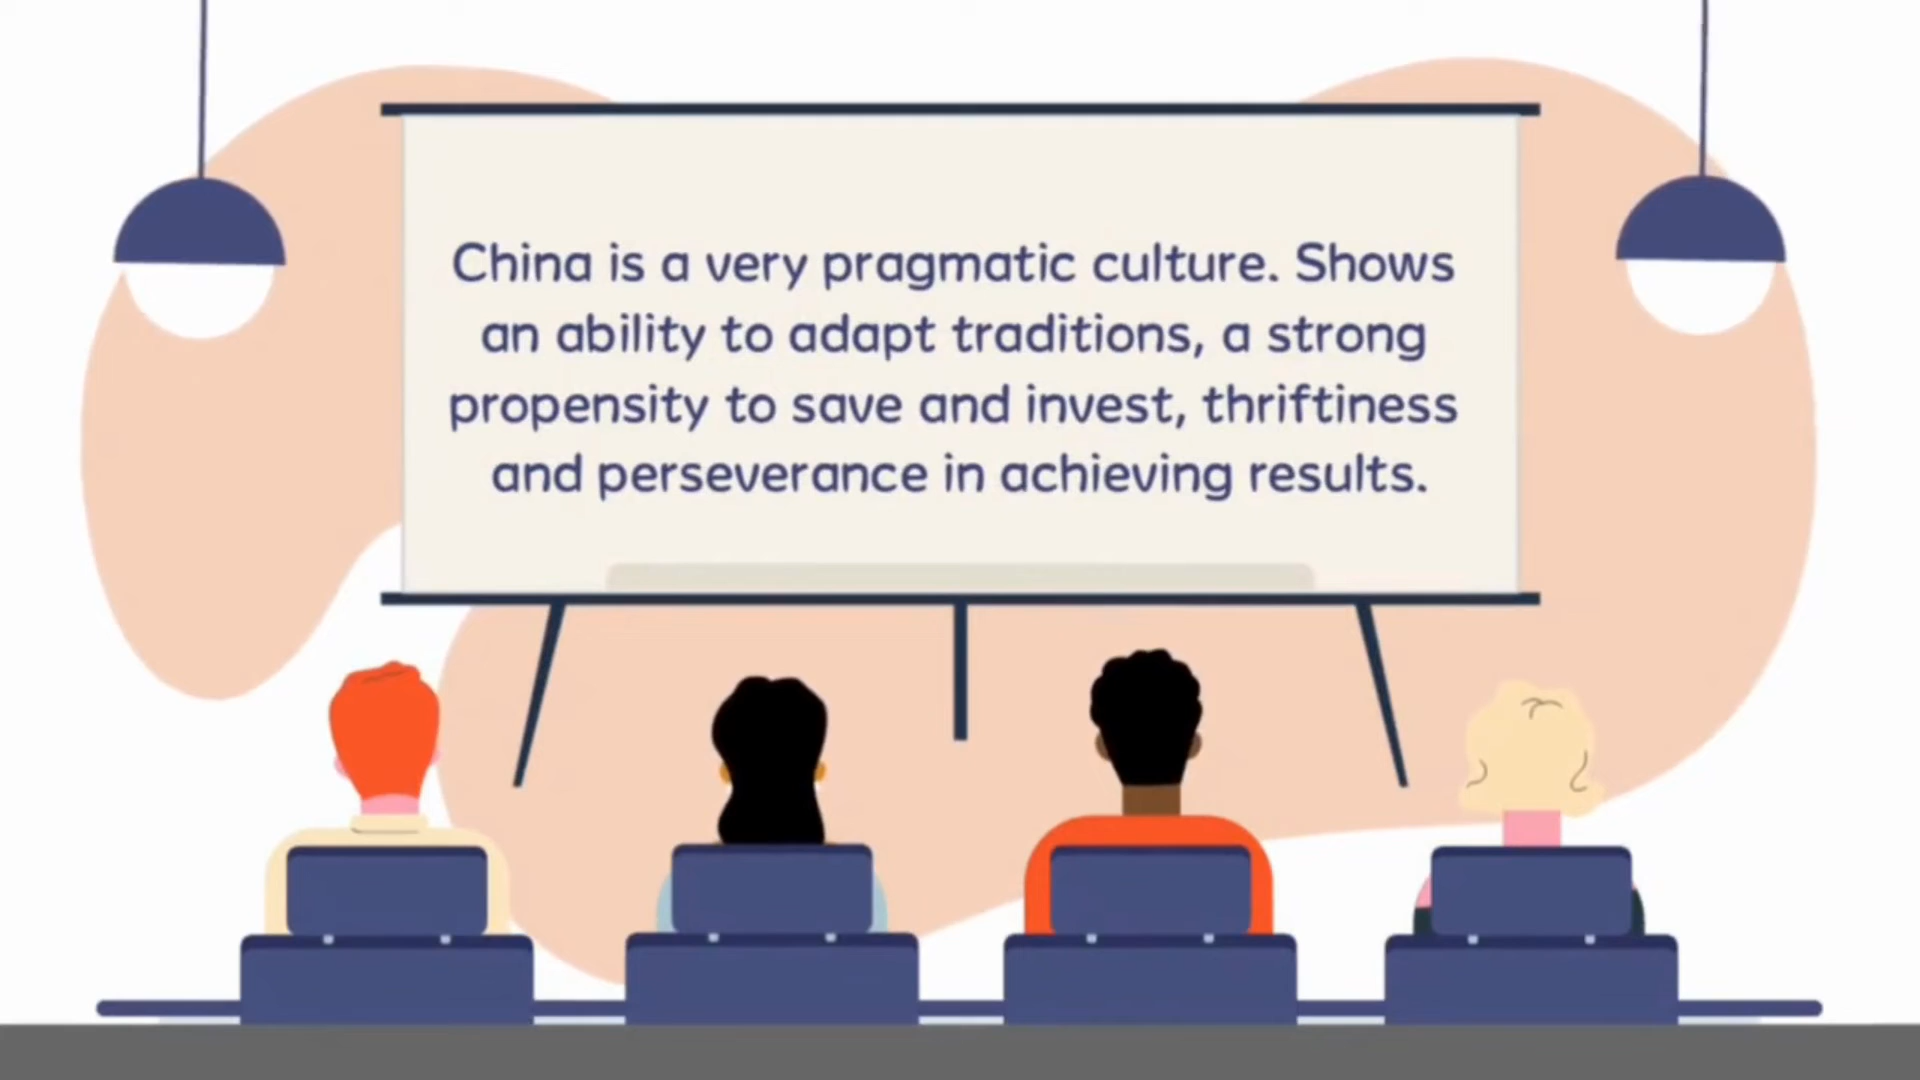 China is a very pragmatic culture. Shows
an ability to adapt traditions, a strong
propensity to save and invest, thriftiness
and perseverance in achieving results.